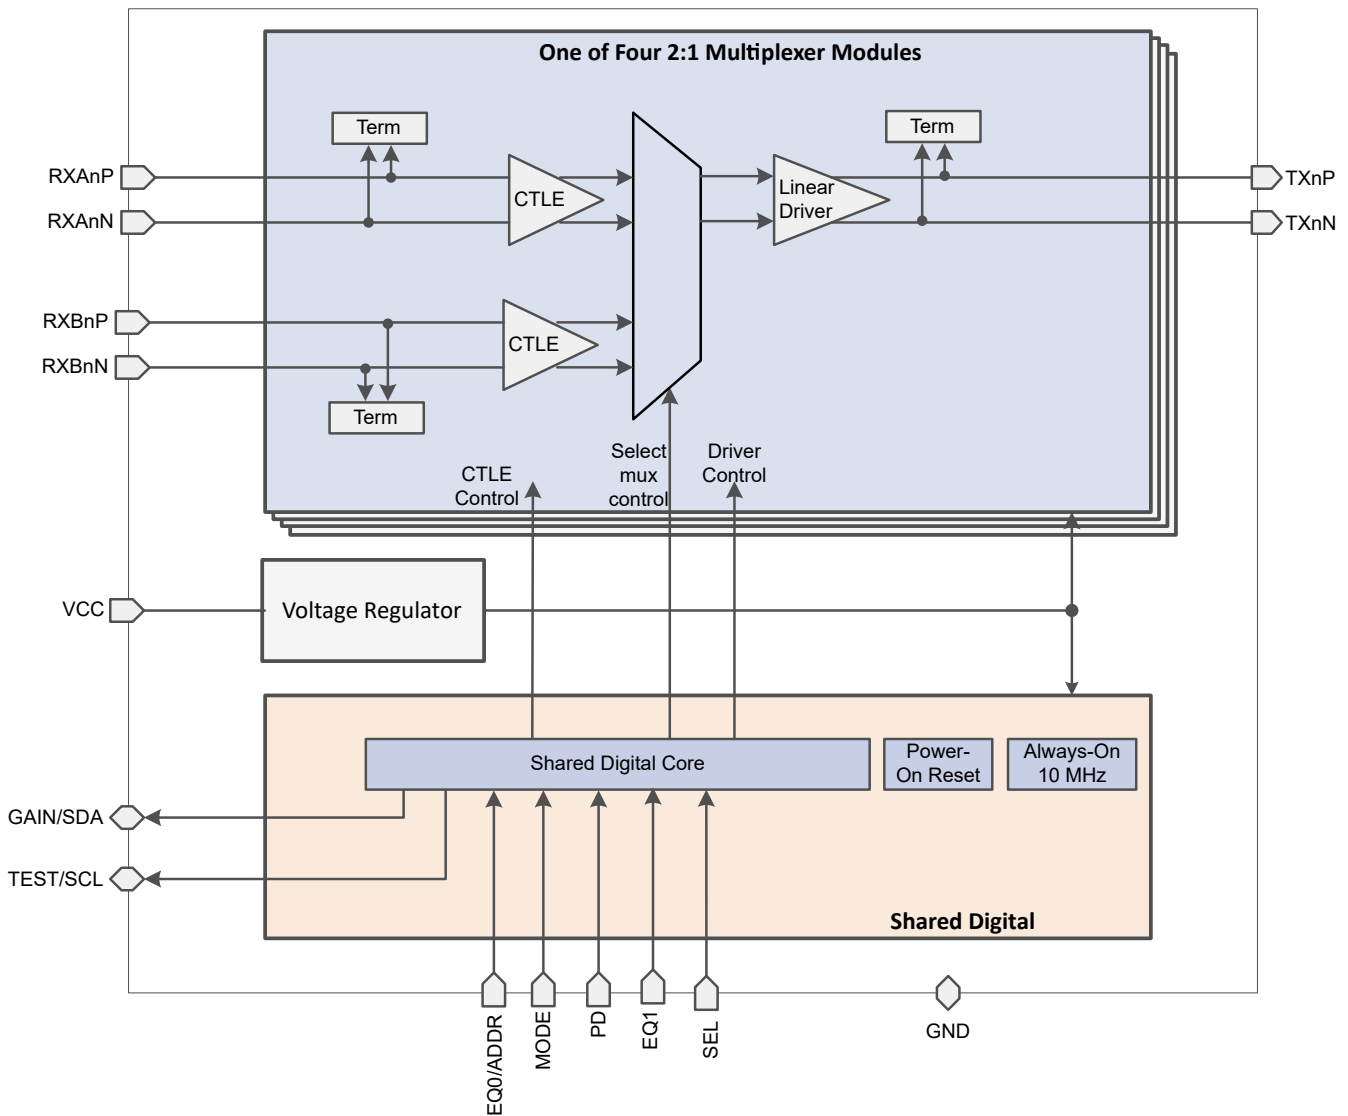 One of Four 2:1 Multiplexer Modules
Term
Term
RXAnP
RXAnN
CTLE
Linear
Driver
TXnP
TXnN
RXBnP
RXBnN
CTLE
Term
CTLE
Control
Select
mux
control
Driver
Control
VCC
Voltage Regulator
Shared Digital Core
Power-
On Reset
Always-On
10 MHz
GAIN/SDA
TEST/SCL
Shared Digital
EQ0/ADDR
MODE
PD
EQ1
SEL
GND